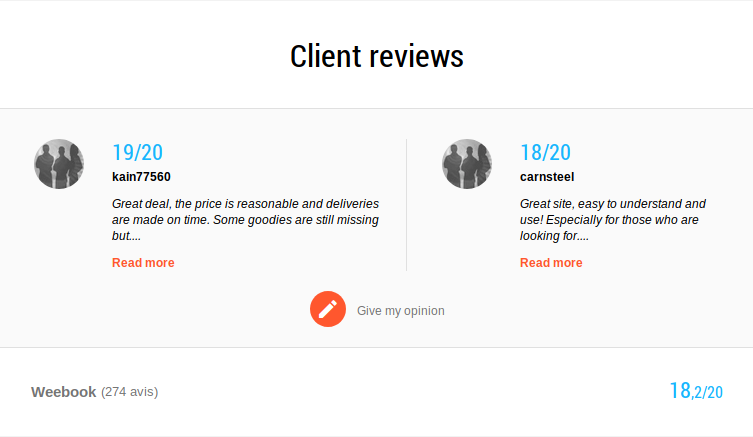 Client reviews
19/20
kain77560
Great deal, the price is reasonable and deliveries
are made on time. Some goodies are still missing
but....
Read more
18/20
carnsteel
Great site, easy to understand and
use! Especially for those who are
looking for....
Read more
Give my opinion
Weebook (274 avis)
18,2/20